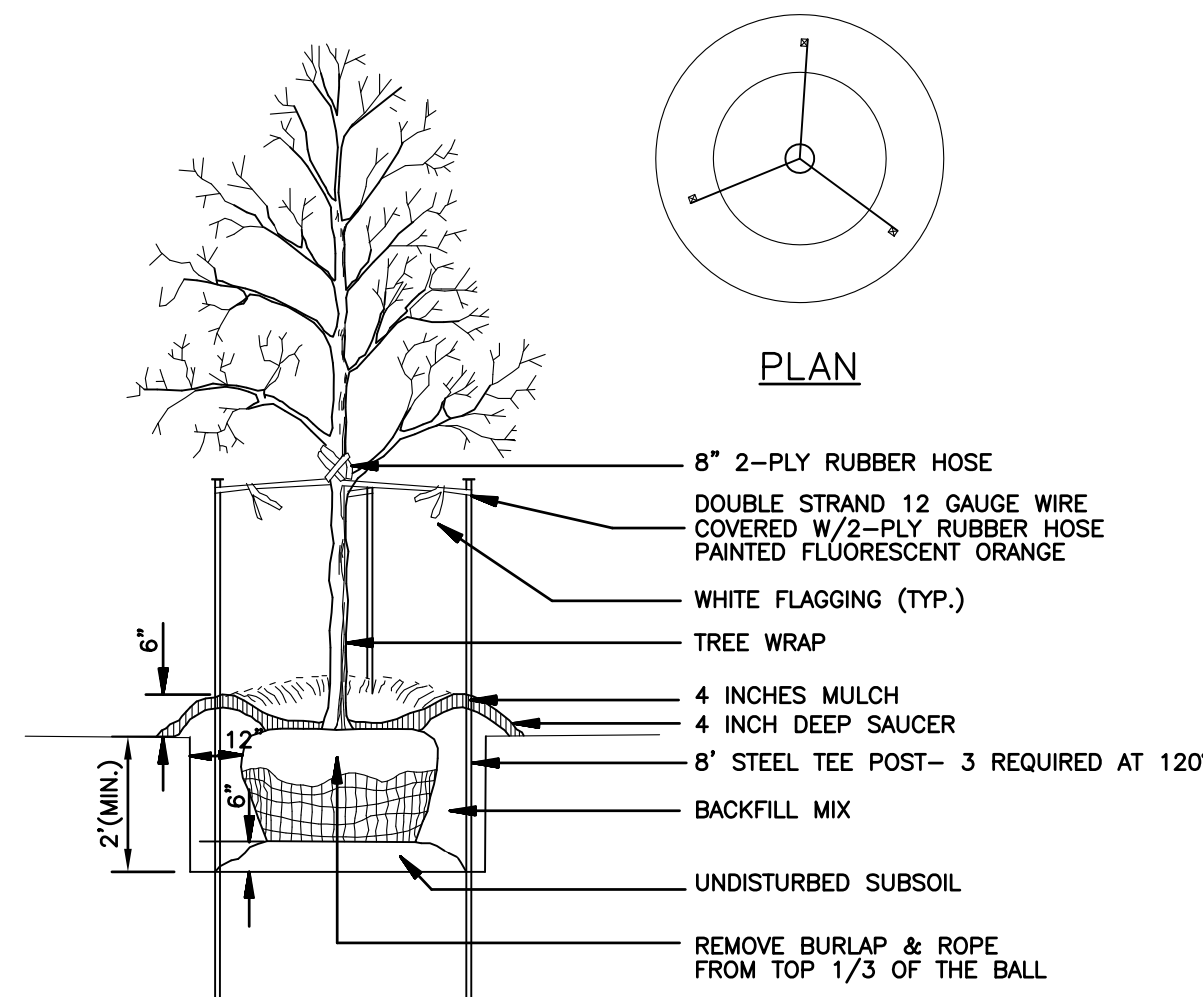 PLAN
8" 2-PLY RUBBER HOSE
DOUBLE STRAND 12 GAUGE WIRE
COVERED W/2-PLY RUBBER HOSE
PAINTED FLUORESCENT ORANGE
WHITE FLAGGING (TYP.)
TREE WRAP
6"
4 INCHES MULCH
4 INCH DEEP SAUCER
12"
8' STEEL TEE POST- 3 REQUIRED AT 120°
2'(MIN.)
6"
BACKFILL MIX
UNDISTURBED SUBSOIL
REMOVE BURLAP & ROPE
FROM TOP 1/3 OF THE BALL